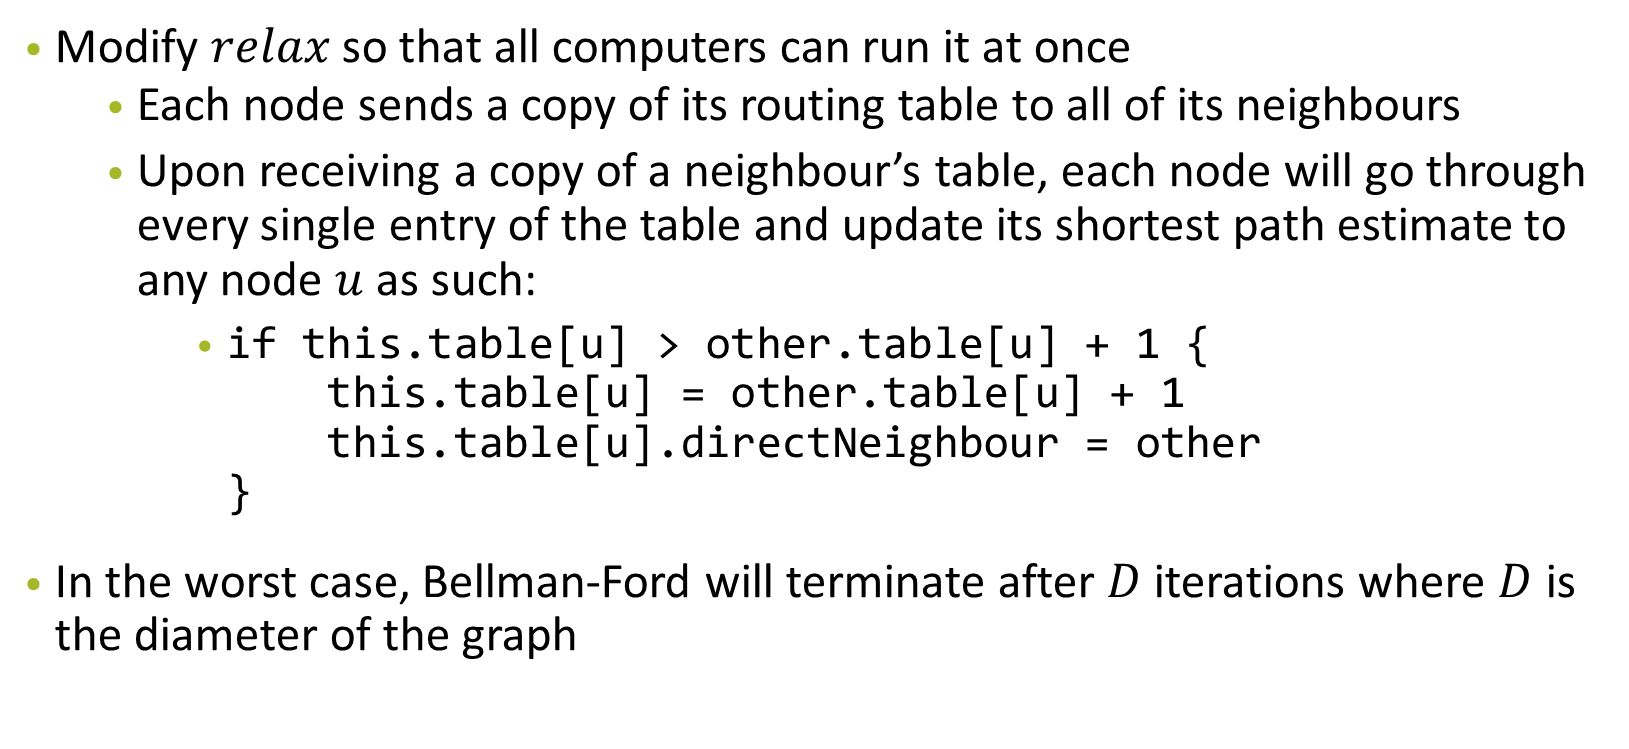 • Modify relax so that all computers can run it at once
• Each node sends a copy of its routing table to all of its neighbours
• Upon receiving a copy of a neighbour’s table, each node will go through
every single entry of the table and update its shortest path estimate to
any node u as such:
• if this.table[u] > other.table[u] + 1 {
this.table[u] = other.table[u] + 1
this.table[u].directNeighbour = other
}
• In the worst case, Bellman-Ford will terminate after D iterations where D is
the diameter of the graph